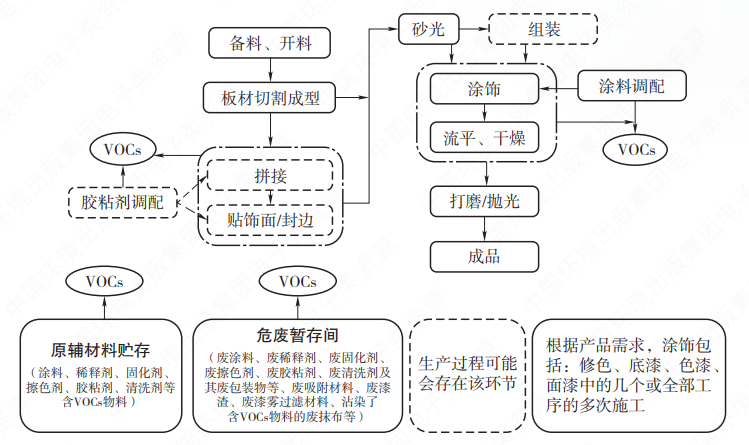 备料、开料
板材切割成型
VOCs
胶粘剂调配
拼接
贴饰面/封边
砂光
组装
涂饰
流平、干燥
涂料调配
VOCs
打磨/抛光
成品
VOCs
原辅材料贮存
（涂料、稀释剂、固化剂、
擦色剂、胶粘剂、清洗剂等
含VOCs物料）
VOCs
危废暂存间
（废涂料、废稀释剂、废固化剂、
废擦色剂、废胶粘剂、废清洗剂及
其废包装物等、废吸附材料、废漆
渣、废漆雾过滤材料、沾染了
含VOCs物料的废抹布等）
生产过程可能
会存在该环节
根据产品需求，涂饰包
括：修色、底漆、色漆、
面漆中的几个或全部工
序的多次施工